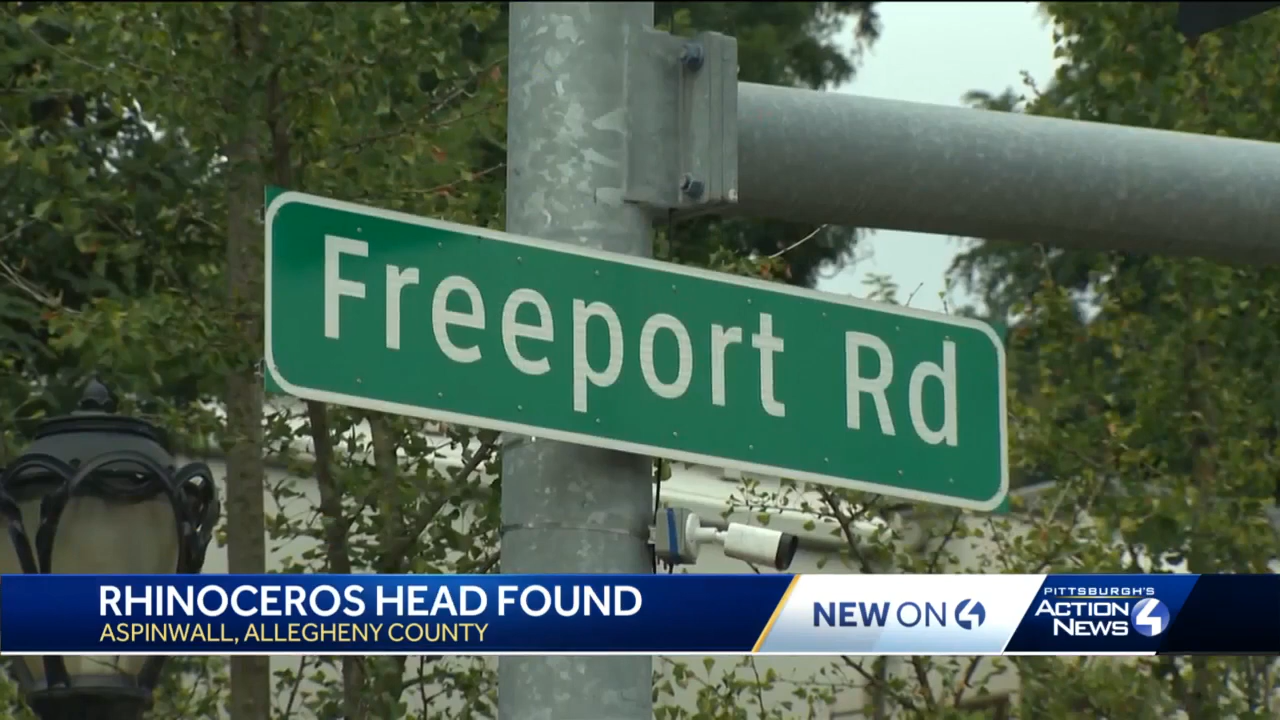 Freeport Rd
RHINOCEROS HEAD FOUND
ASPINWALL, ALLEGHENY COUNTY
NEW ON 4
PITTSBURGH'S
ACTION
NEWS 4